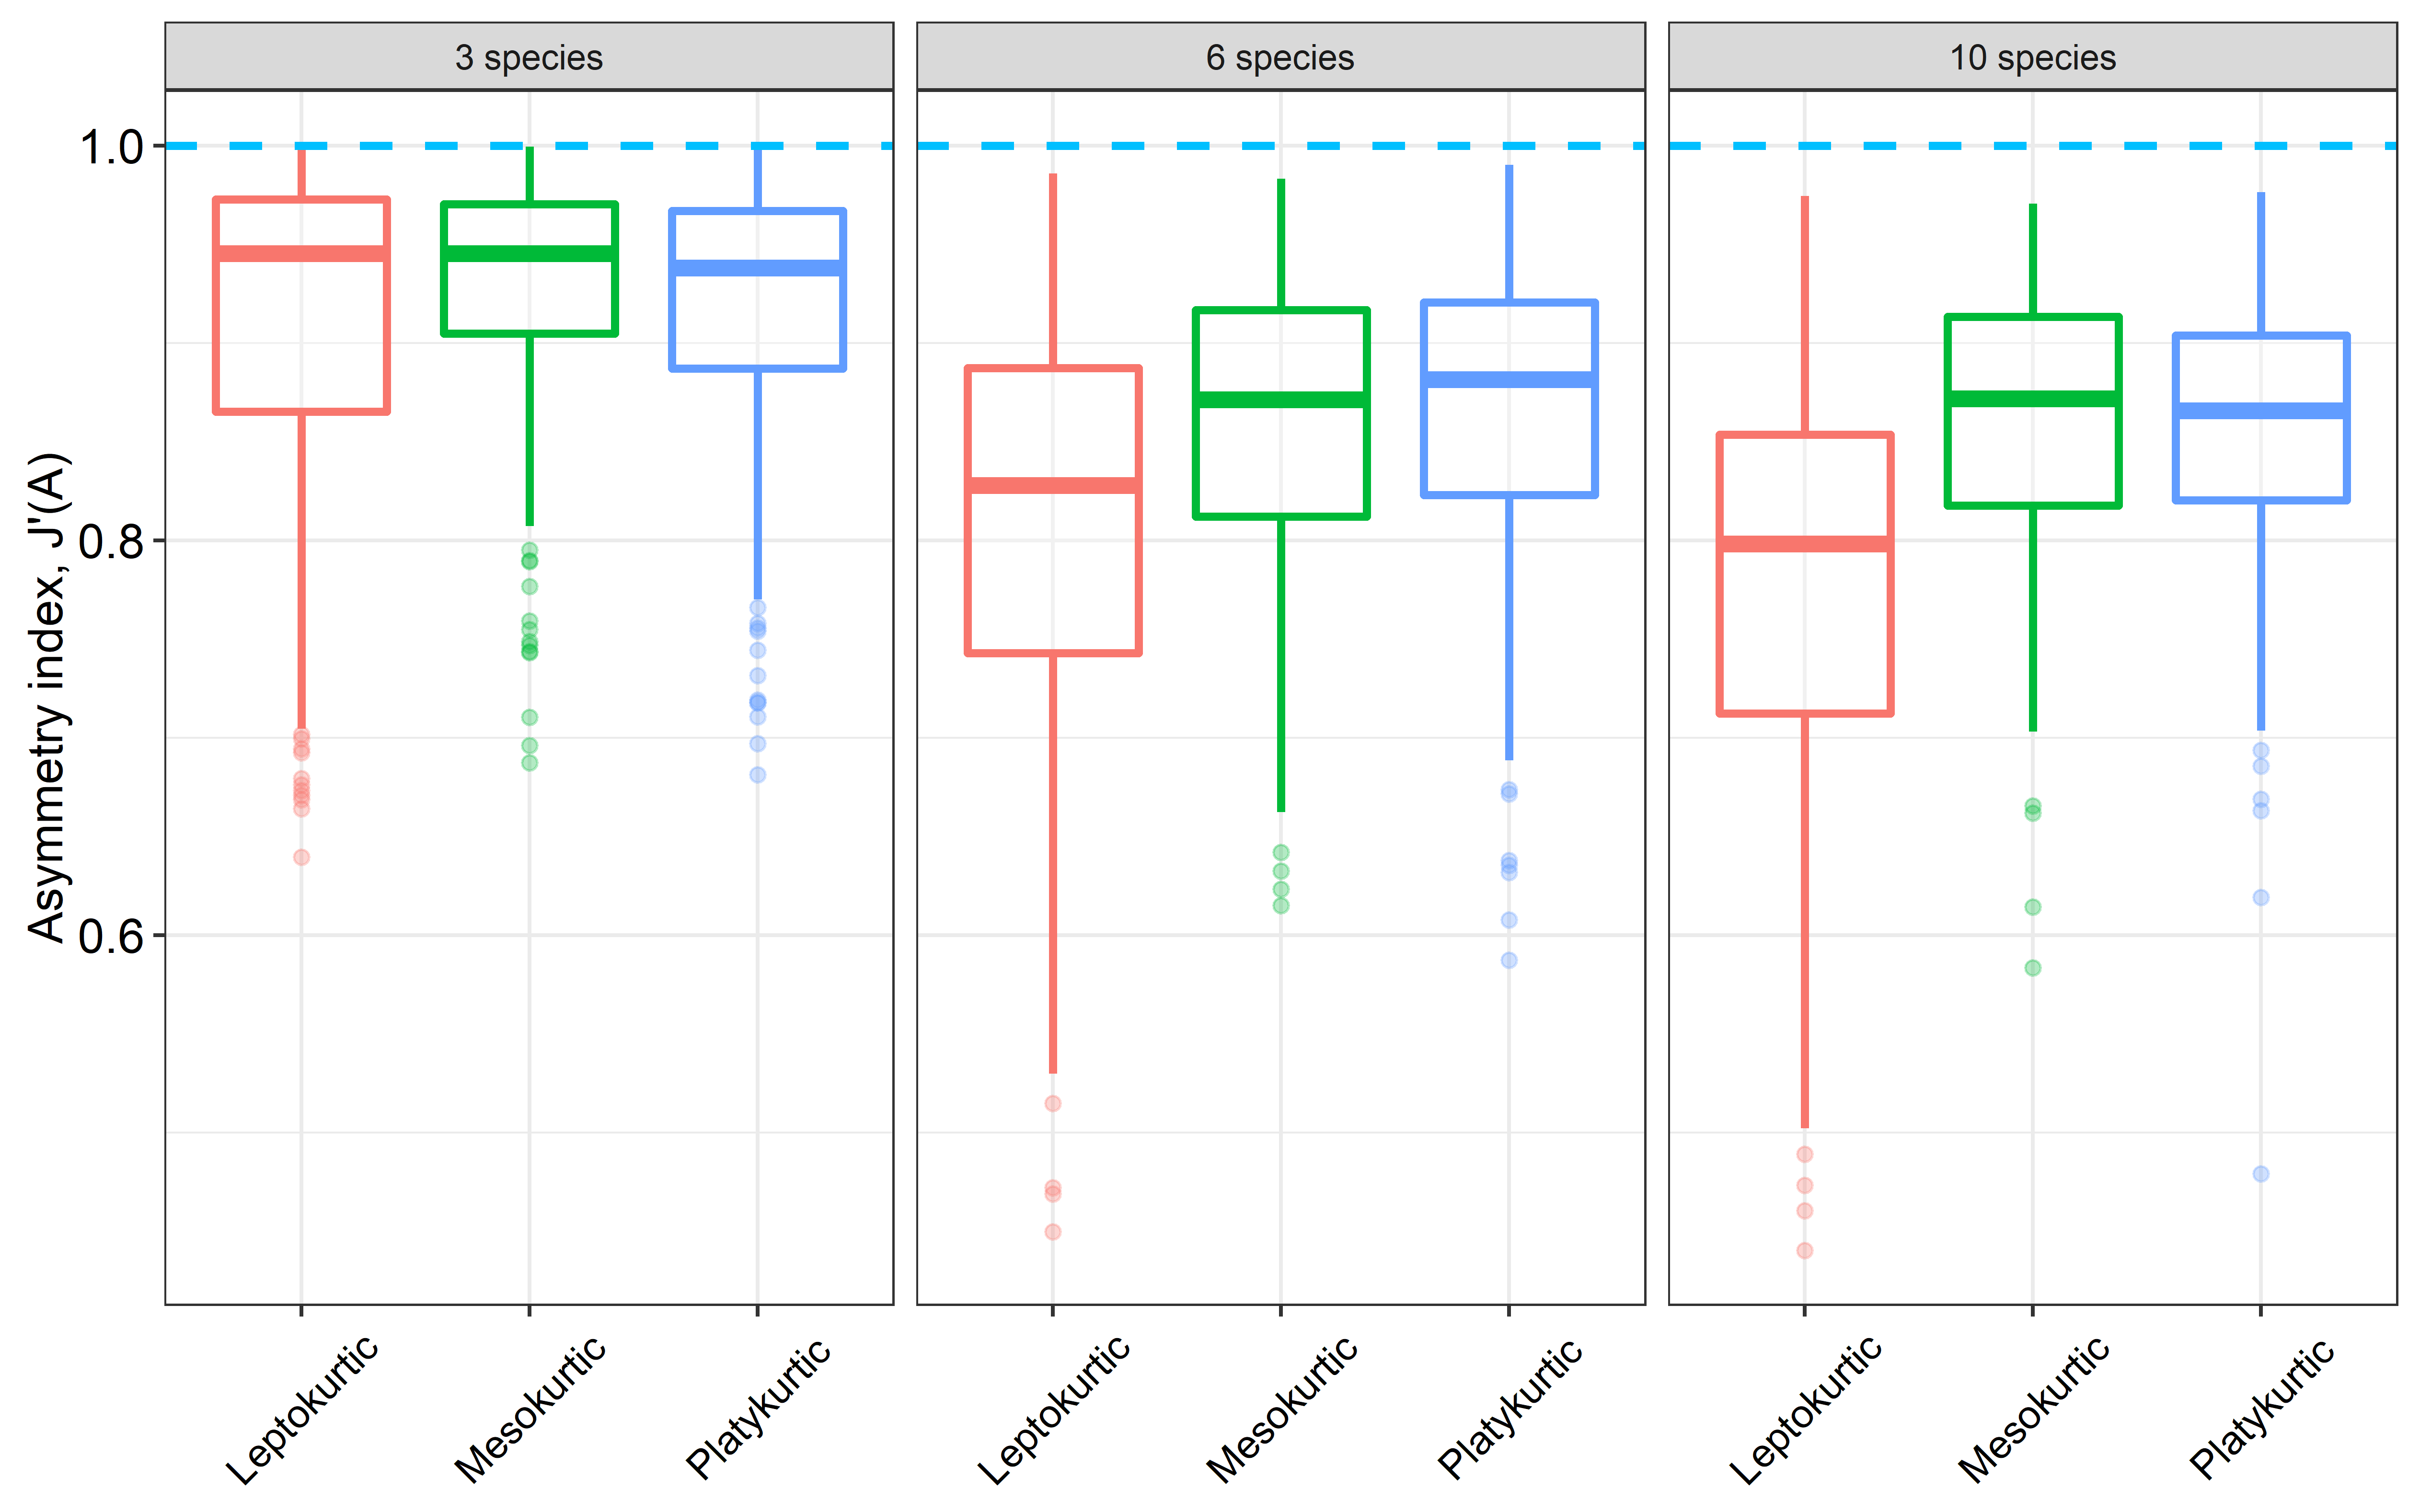 3 species
6 species
10 species
Asymmetry index, J'(A)
1.0
0.8
0.6
Leptokurtic
Mesokurtic
Platykurtic
Leptokurtic
Mesokurtic
Platykurtic
Leptokurtic
Mesokurtic
Platykurtic